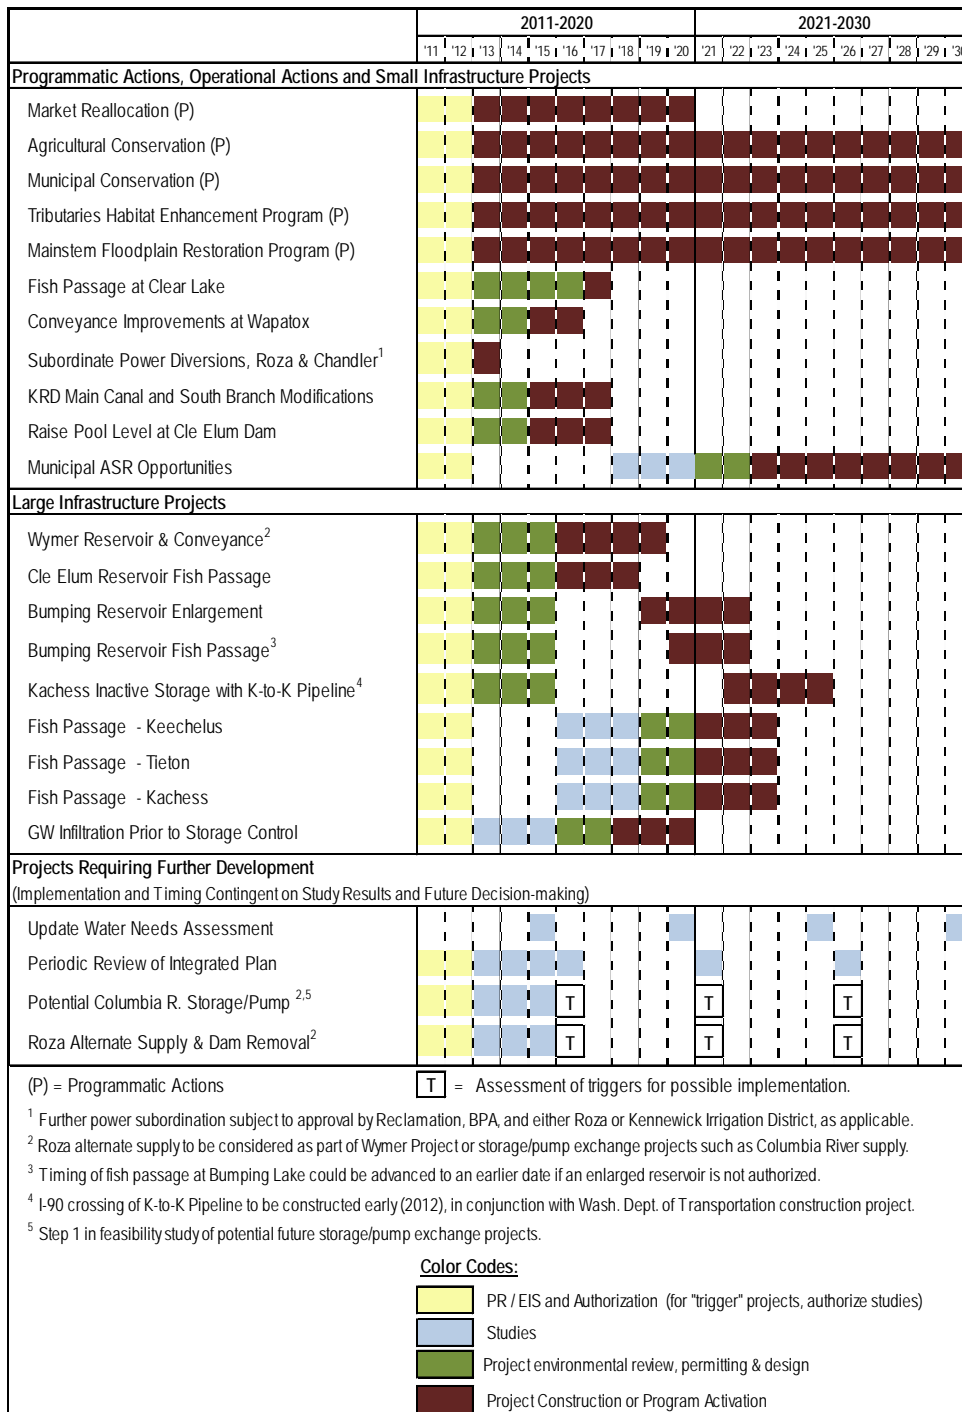 2011-2020 2021-2030
'11 '12 '13 '14 '15 '16 '17 '18 '19 '20 '21 '22 '23 '24 '25 '26 '27 '28 '29 '30
Programmatic Actions, Operational Actions and Small Infrastructure Projects
Market Reallocation (P)
Agricultural Conservation (P)
Municipal Conservation (P)
Tributaries Habitat Enhancement Program (P)
Mainstem Floodplain Restoration Program (P)
Fish Passage at Clear Lake
Conveyance Improvements at Wapatox
Subordinate Power Diversions, Roza & Chandler1
KRD Main Canal and South Branch Modifications
Raise Pool Level at Cle Elum Dam
Municipal ASR Opportunities
Large Infrastructure Projects
Wymer Reservoir & Conveyance2
Cle Elum Reservoir Fish Passage
Bumping Reservoir Enlargement
Bumping Reservoir Fish Passage3
Kachess Inactive Storage with K-to-K Pipeline4
Fish Passage - Keechelus
Fish Passage - Tieton
Fish Passage - Kachess
GW Infiltration Prior to Storage Control
Projects Requiring Further Development
(Implementation and Timing Contingent on Study Results and Future Decision-making)
Update Water Needs Assessment
Periodic Review of Integrated Plan
Potential Columbia R. Storage/Pump 2,5 T T T
Roza Alternate Supply & Dam Removal2 T T T
(P) = Programmatic Actions T = Assessment of triggers for possible implementation.
1 Further power subordination subject to approval by Reclamation, BPA, and either Roza or Kennewick Irrigation District, as applicable.
2 Roza alternate supply to be considered as part of Wymer Project or storage/pump exchange projects such as Columbia River supply.
3 Timing of fish passage at Bumping Lake could be advanced to an earlier date if an enlarged reservoir is not authorized.
4 I-90 crossing of K-to-K Pipeline to be constructed early (2012), in conjunction with Wash. Dept. of Transportation construction project.
5 Step 1 in feasibility study of potential future storage/pump exchange projects.
Color Codes:
PR / EIS and Authorization (for "trigger" projects, authorize studies)
Studies
Project environmental review, permitting & design
Project Construction or Program Activation